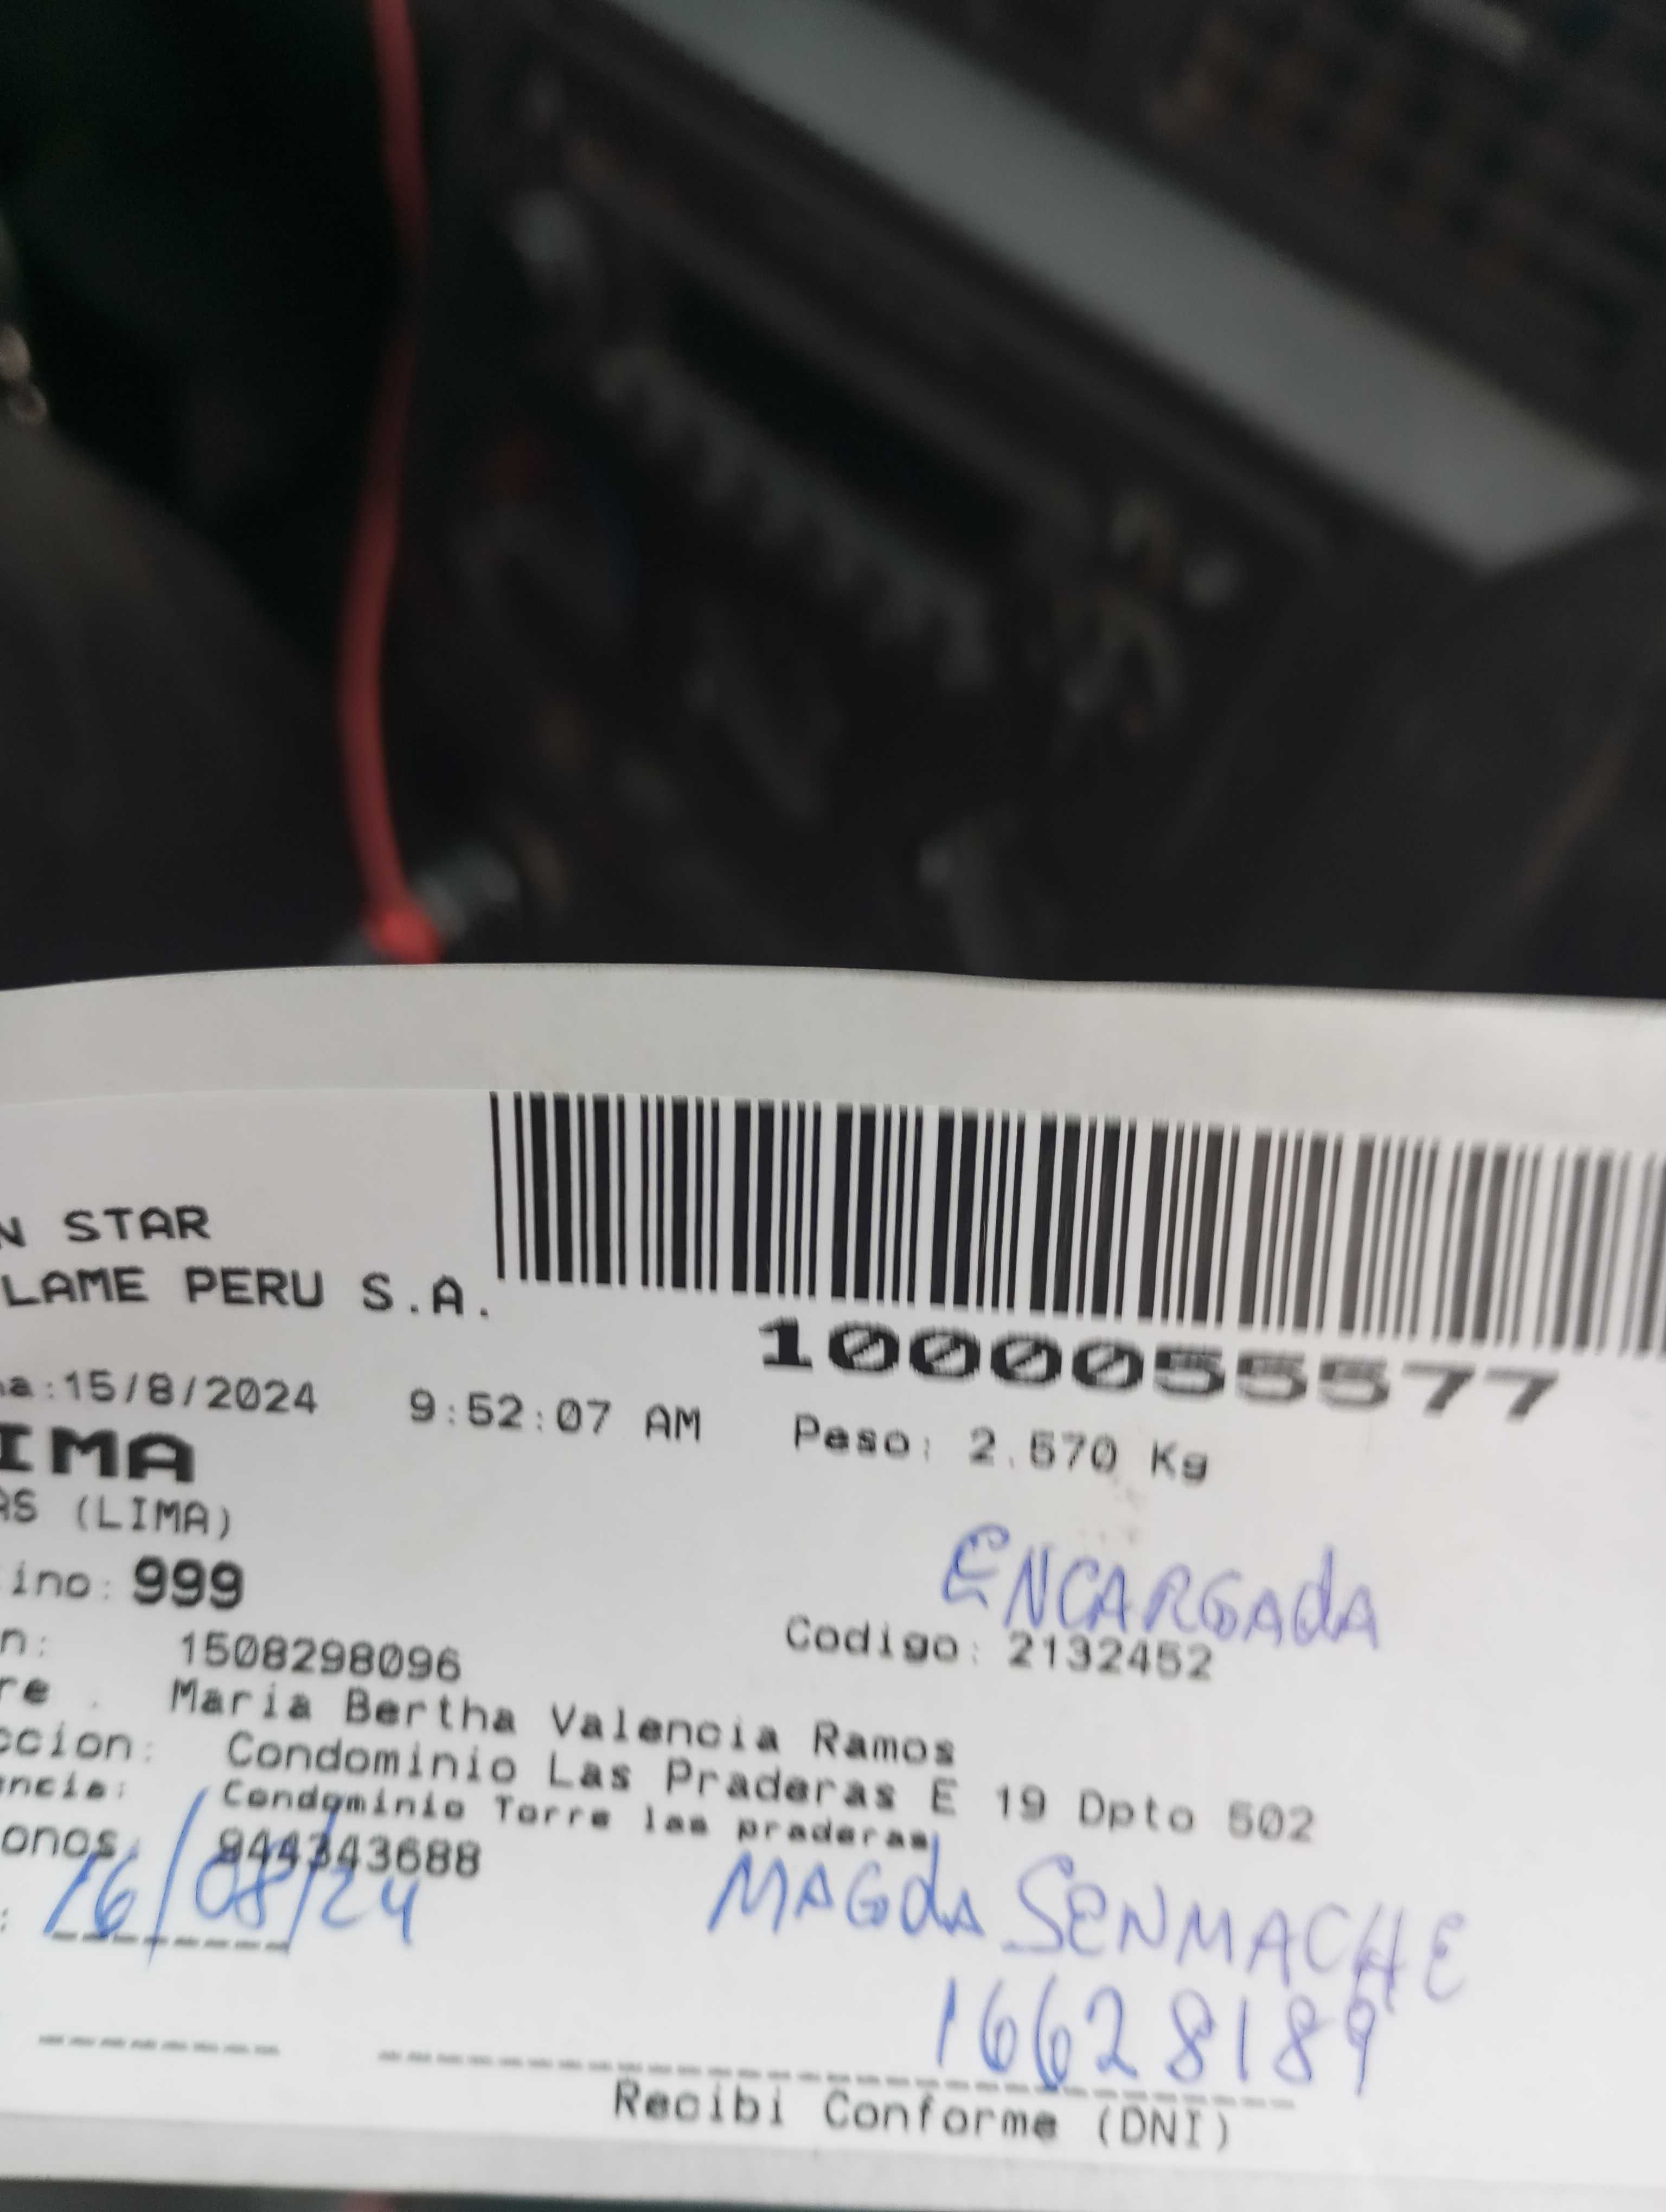 N STAR
LAME PERU S.A.
1000055577
a:15/8/2024 9:52:07 AM Peso: 2.570 Kg
IMA
AS (LIMA)
ENCARGAdA
ino: 999
n: 1508298096 Codigo: 2132452
re . Maria Bertha Valencia Ramos
ccion: Condominio Las Praderas E 19 Dpto 502
encia: Condominio Torre las praderas
onos: 944343688
: 16/08/24 MAGdA SENMACHE
16628189
Recibi Conforme (DNI)